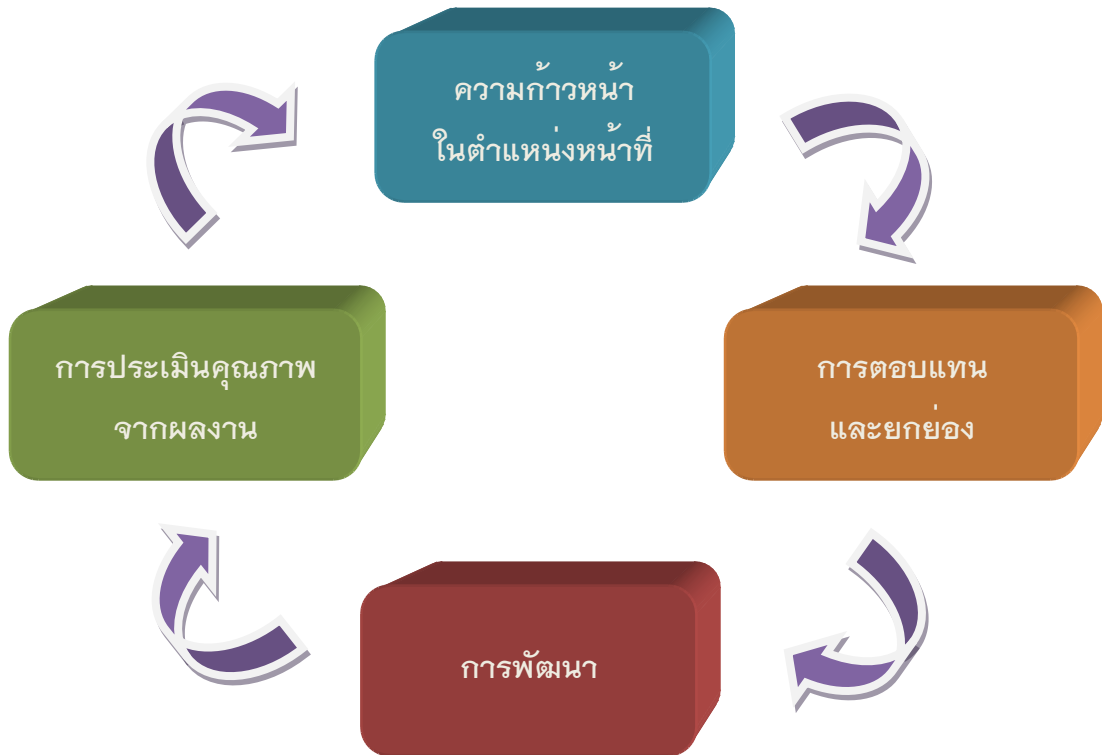 ความก้าวหน้า
ในตำแหน่งหน้าที่
การประเมินคุณภาพ
จากผลงาน
การตอบแทน
และยกย่อง
การพัฒนา